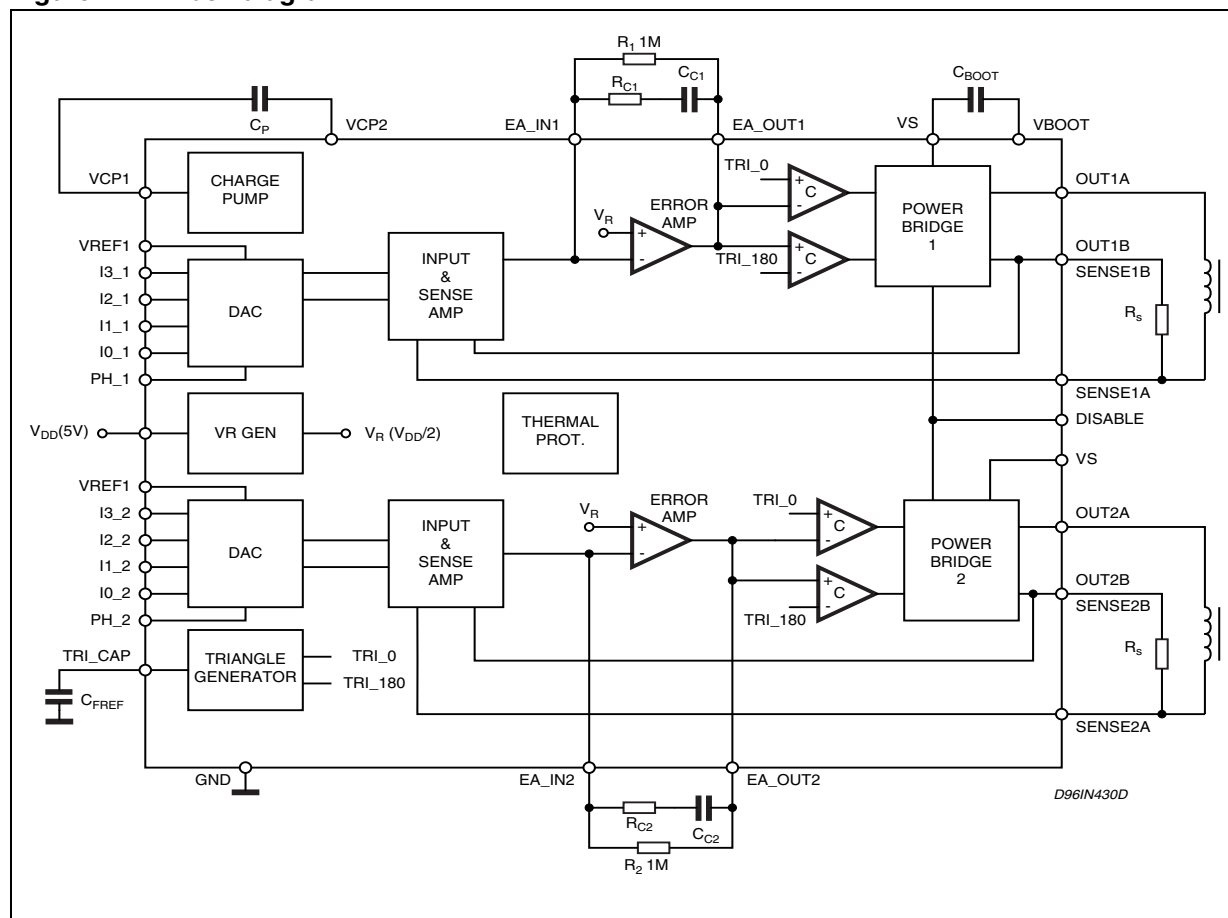 R1 1M
RC1
CC1
CBOOT
CP
VCP2
EA_IN1
EA_OUT1
VS
VBOOT
VCP1
CHARGE
PUMP
TRI_0
+
C
-
POWER
BRIDGE
1
OUT1A
VREF1
I3_1
I2_1
I1_1
I0_1
PH_1
DAC
INPUT
&
SENSE
AMP
VR
+
-
ERROR
AMP
+
C
-
TRI_180
OUT1B
SENSE1B
Rs
SENSE1A
VDD(5V)
VR GEN
VR (VDD/2)
THERMAL
PROT.
DISABLE
VS
VREF1
I3_2
I2_2
I1_2
I0_2
PH_2
DAC
INPUT
&
SENSE
AMP
VR
+
-
ERROR
AMP
TRI_0
+
C
-
+
C
-
TRI_180
POWER
BRIDGE
2
OUT2A
OUT2B
SENSE2B
Rs
SENSE2A
TRI_CAP
TRIANGLE
GENERATOR
TRI_0
TRI_180
CFREF
GND
EA_IN2
EA_OUT2
D96IN430D
RC2
CC2
R2 1M